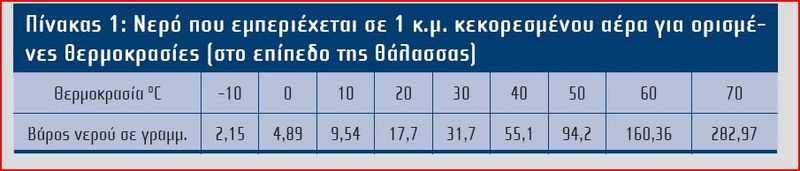 Πίνακας 1: Νερό που εμπεριέχεται σε 1 κ.μ. κεκορεσμένου αέρα για ορισμέ-
νες θερμοκρασίες (στο επίπεδο της θάλασσας)
Θερμοκρασία °C -10 0 10 20 30 40 50 60 70
Βάρος νερού σε γραμμ. 2,15 4,89 9,54 17,7 31,7 55,1 94,2 160,36 282,97